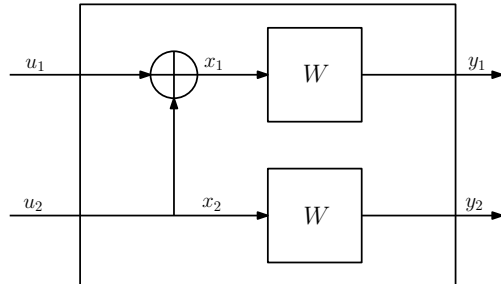 u₁ x₁ W y₁
u₂ x₂ W y₂